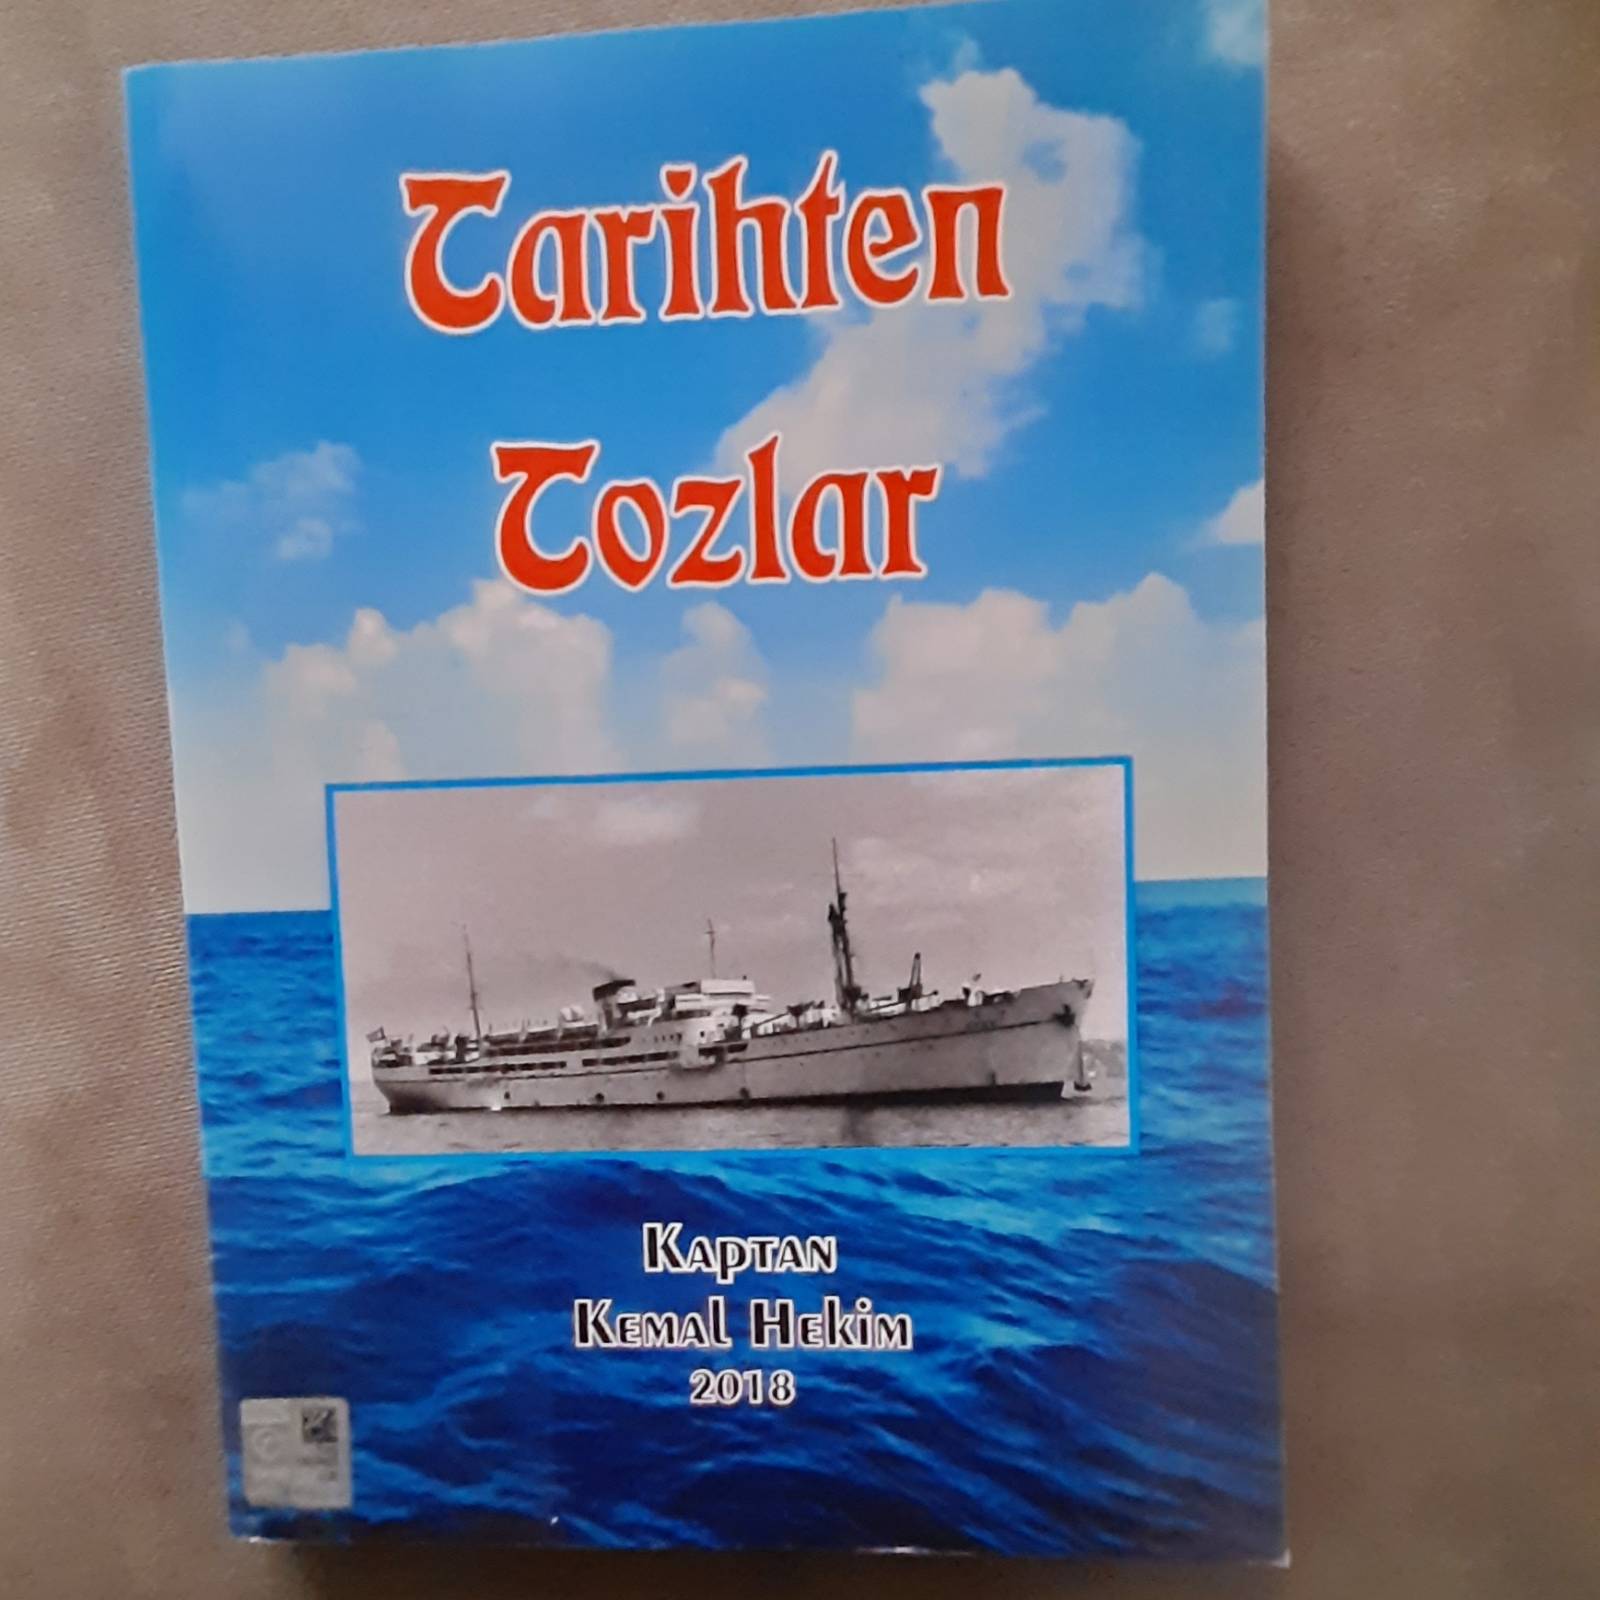 Tarihten
Tozlar
Kaptan
Kemal Hekim
2018